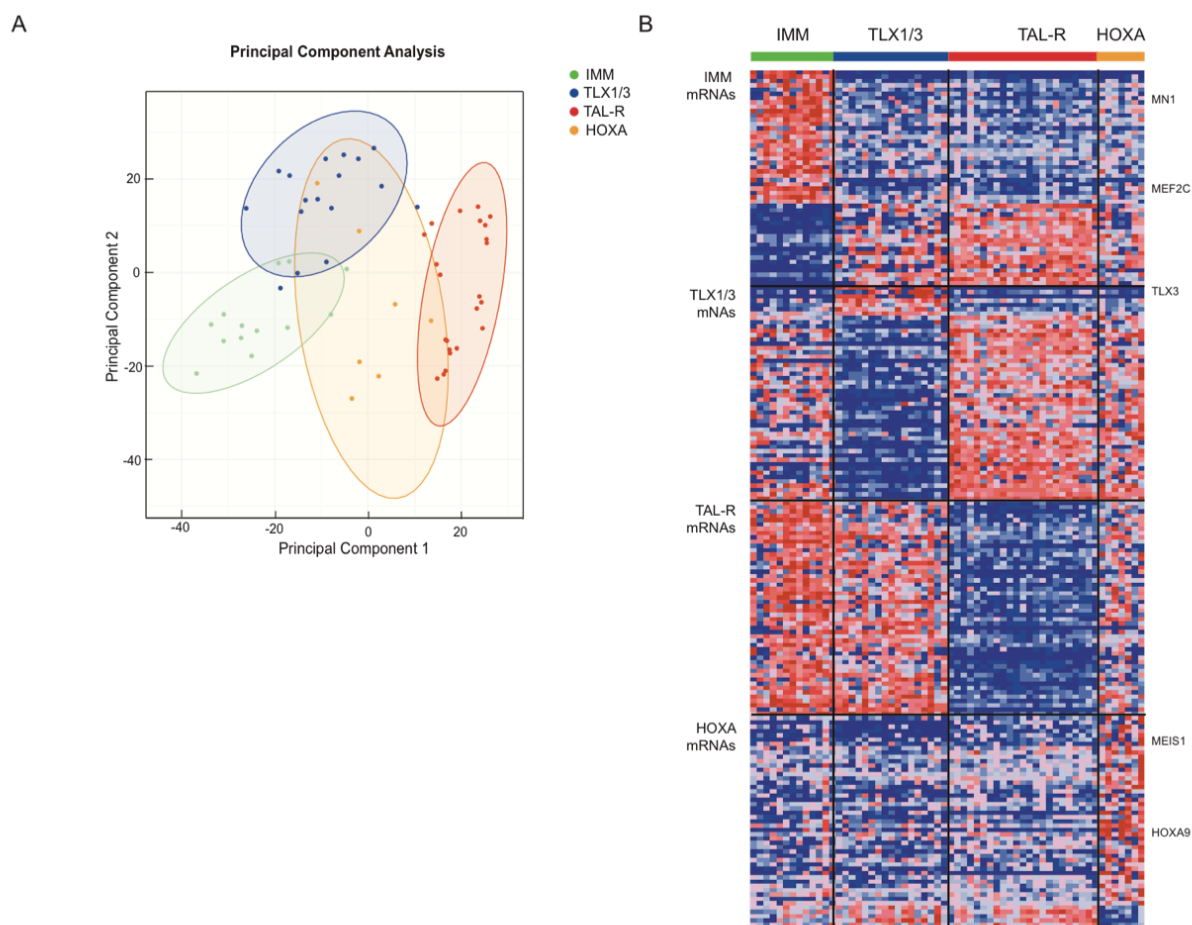 A
Principal Component Analysis
IMM
TLX1/3
TAL-R
HOXA
Principal Component 2
20
0
-20
-40
-40
-20
0
20
Principal Component 1
B
IMM
TLX1/3
TAL-R
HOXA
IMM
mRNAs
MN1
MEF2C
TLX1/3
mNAs
TLX3
TAL-R
mRNAs
HOXA
mRNAs
MEIS1
HOXA9